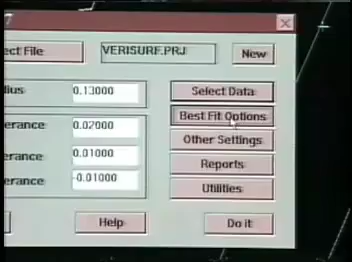 ect File VERISURF.PRJ New
dius 0.13000 Select Data
Best Fit Options
erance 0.02000
Other Settings
erance 0.01000
Reports
erance -0.01000
Utilities
Help Do it